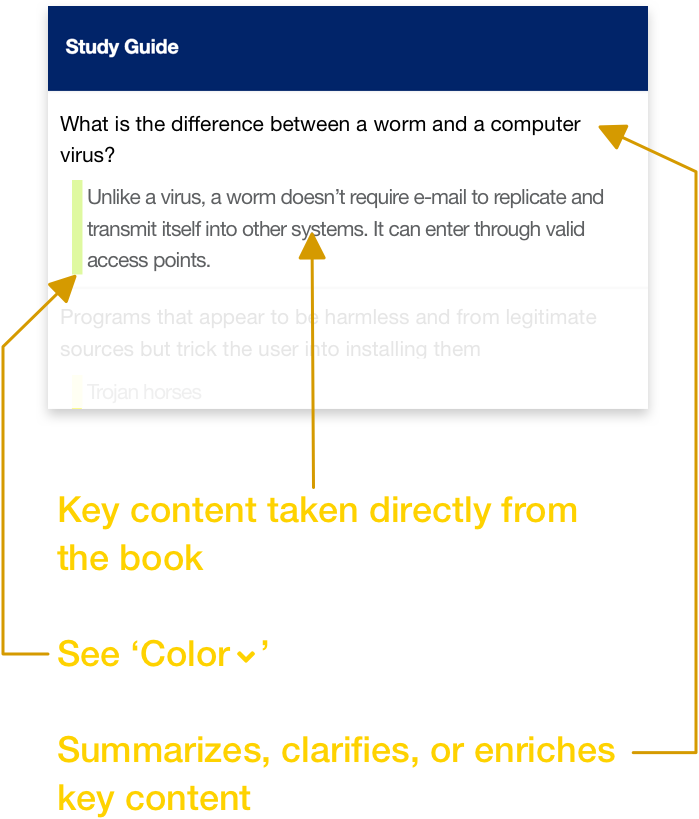 Study Guide
What is the difference between a worm and a computer
virus?
Unlike a virus, a worm doesn’t require e-mail to replicate and
transmit itself into other systems. It can enter through valid
access points.
Programs that appear to be harmless and from legitimate
sources but trick the user into installing them
Trojan horses
Key content taken directly from
the book
See ‘Color⌄’
Summarizes, clarifies, or enriches
key content